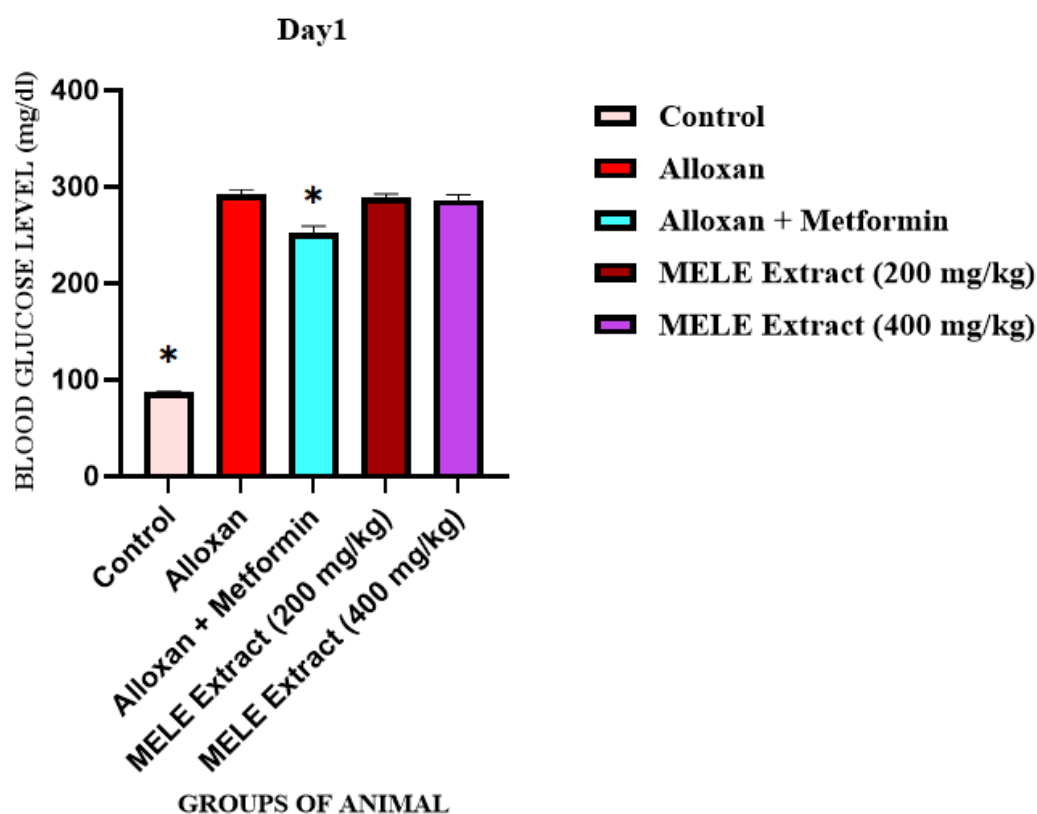 Day1
BLOOD GLUCOSE LEVEL (mg/dl)
400
300
200
100
0
*
*
Control
Alloxan
Alloxan + Metformin
MELE Extract (200 mg/kg)
MELE Extract (400 mg/kg)
GROUPS OF ANIMAL
Control
Alloxan
Alloxan + Metformin
MELE Extract (200 mg/kg)
MELE Extract (400 mg/kg)